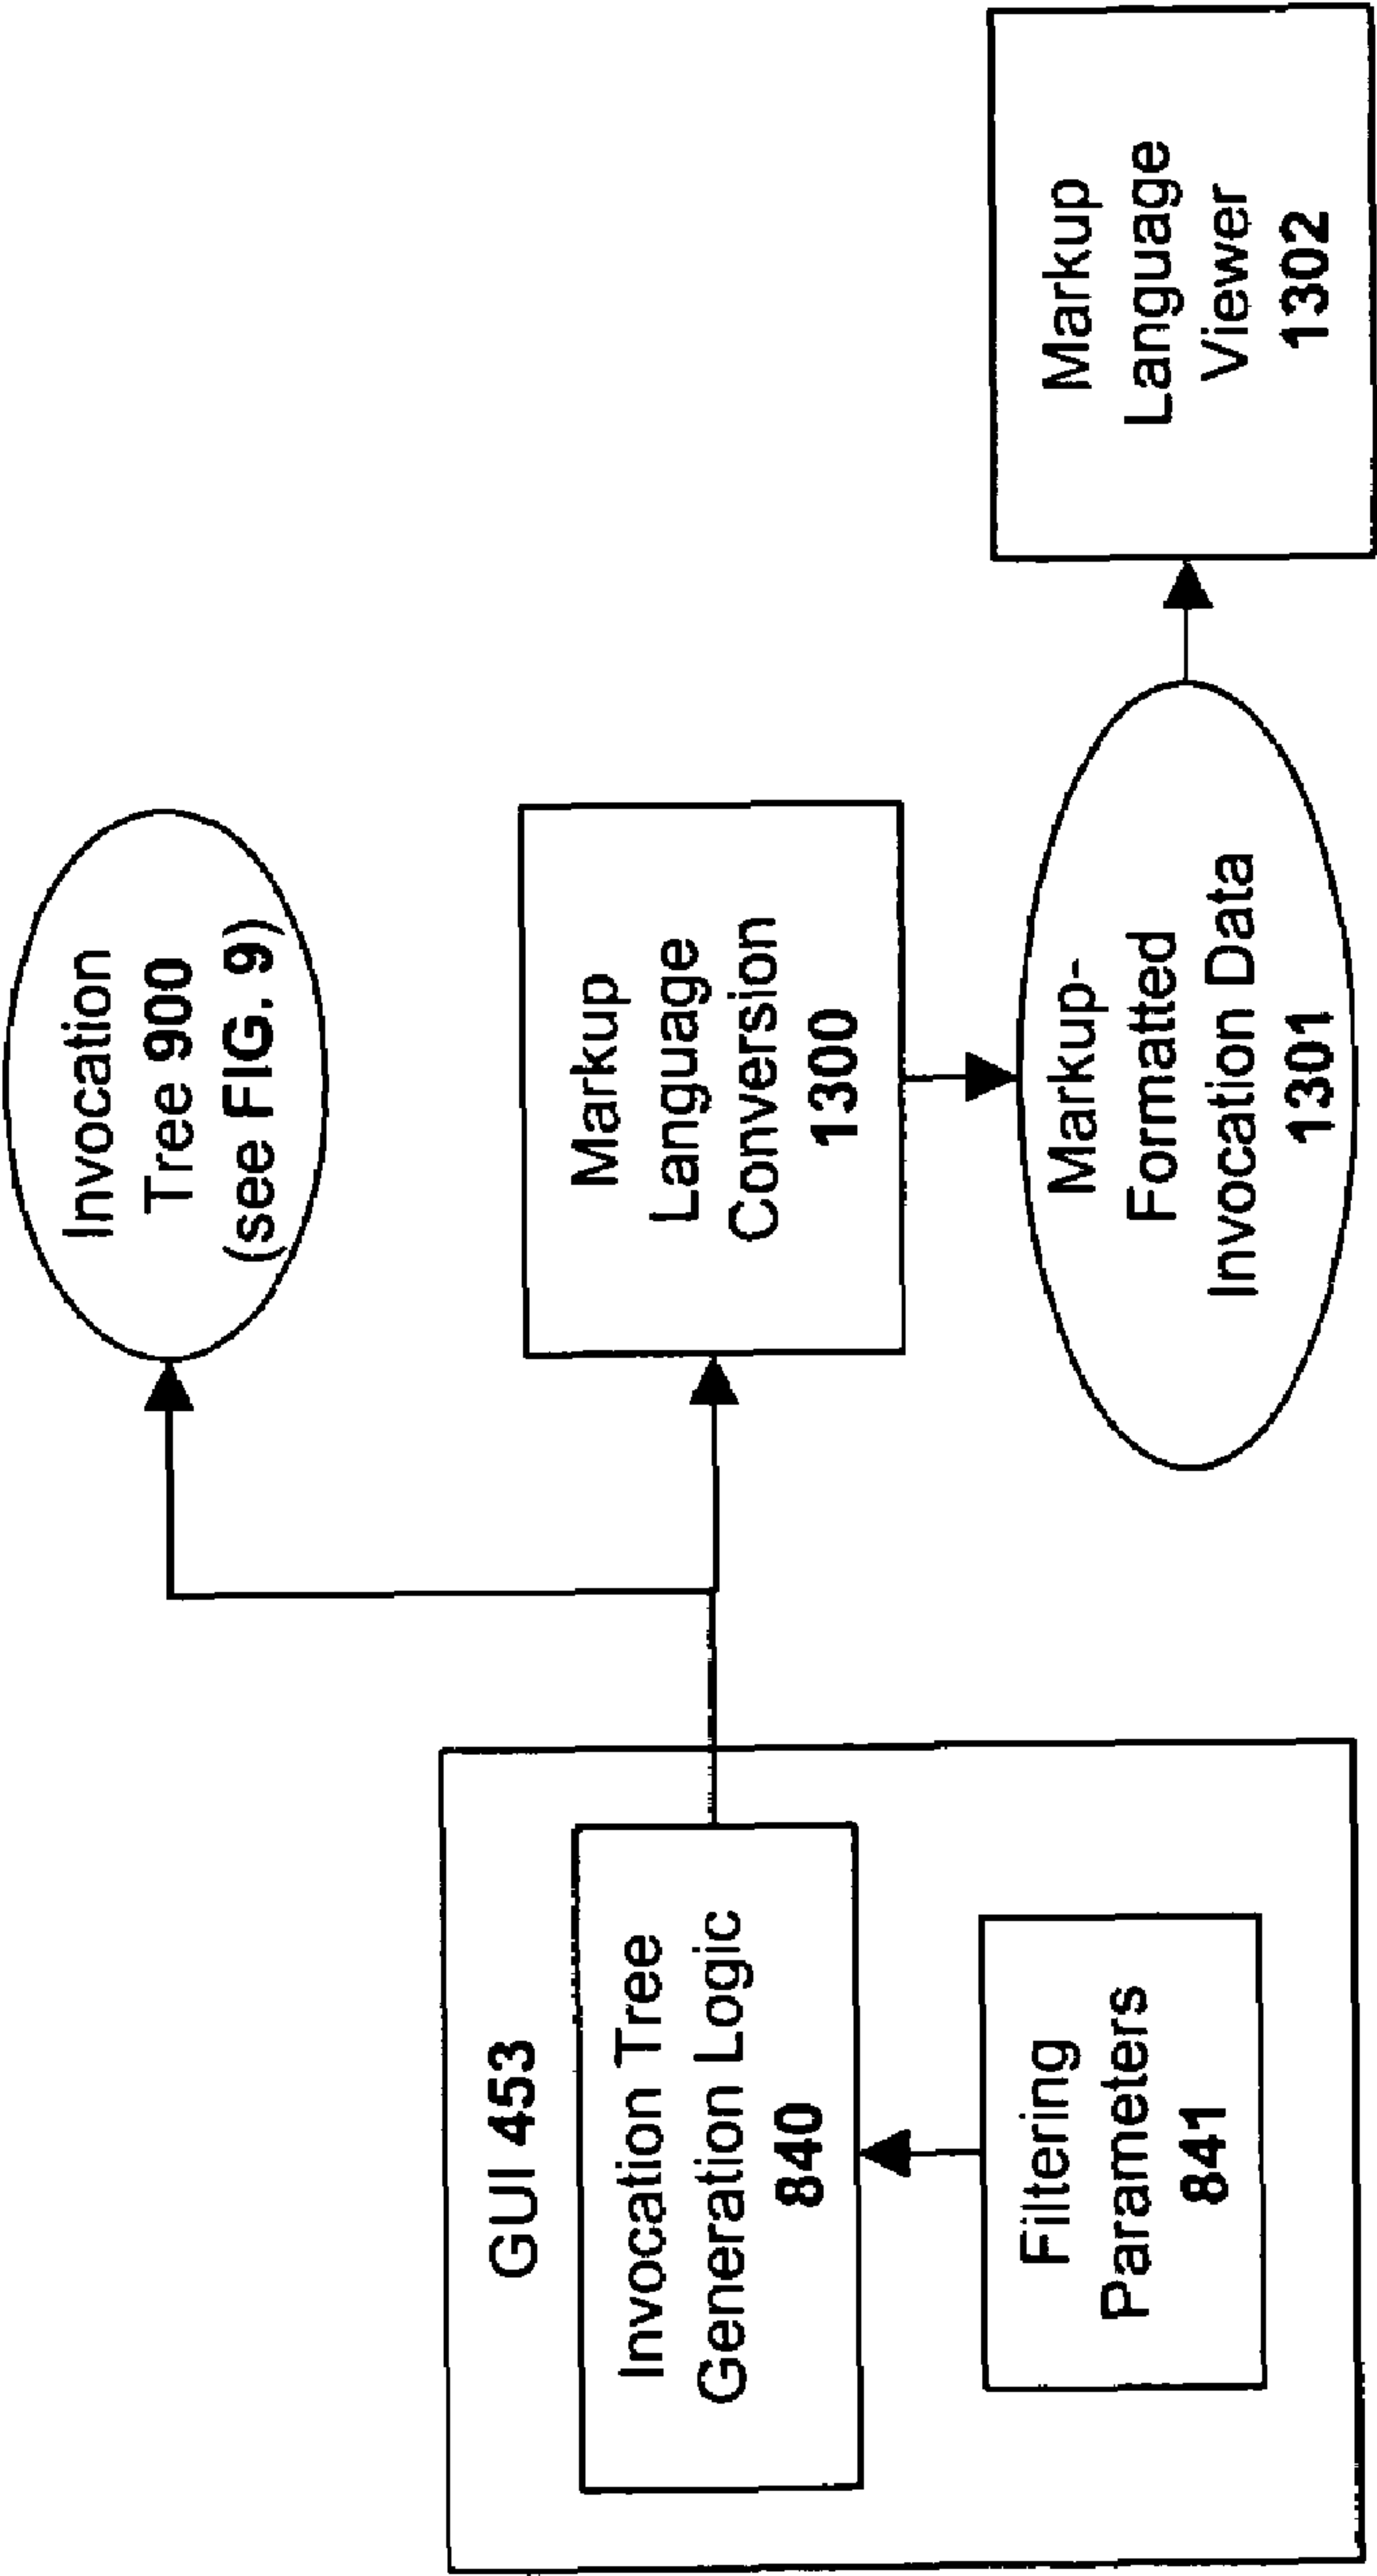 GUI 453
Invocation Tree
Generation Logic
840
Filtering
Parameters
841
Invocation
Tree 900
(see FIG. 9)
Markup
Language
Conversion
1300
Markup-
Formatted
Invocation Data
1301
Markup
Language
Viewer
1302